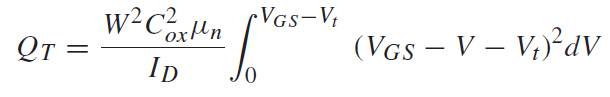 Q_T = \frac{W^2 C_{ox}^2 \mu_n}{I_D} \int_0^{V_{GS}-V_t} (V_{GS} - V - V_t)^2 dV